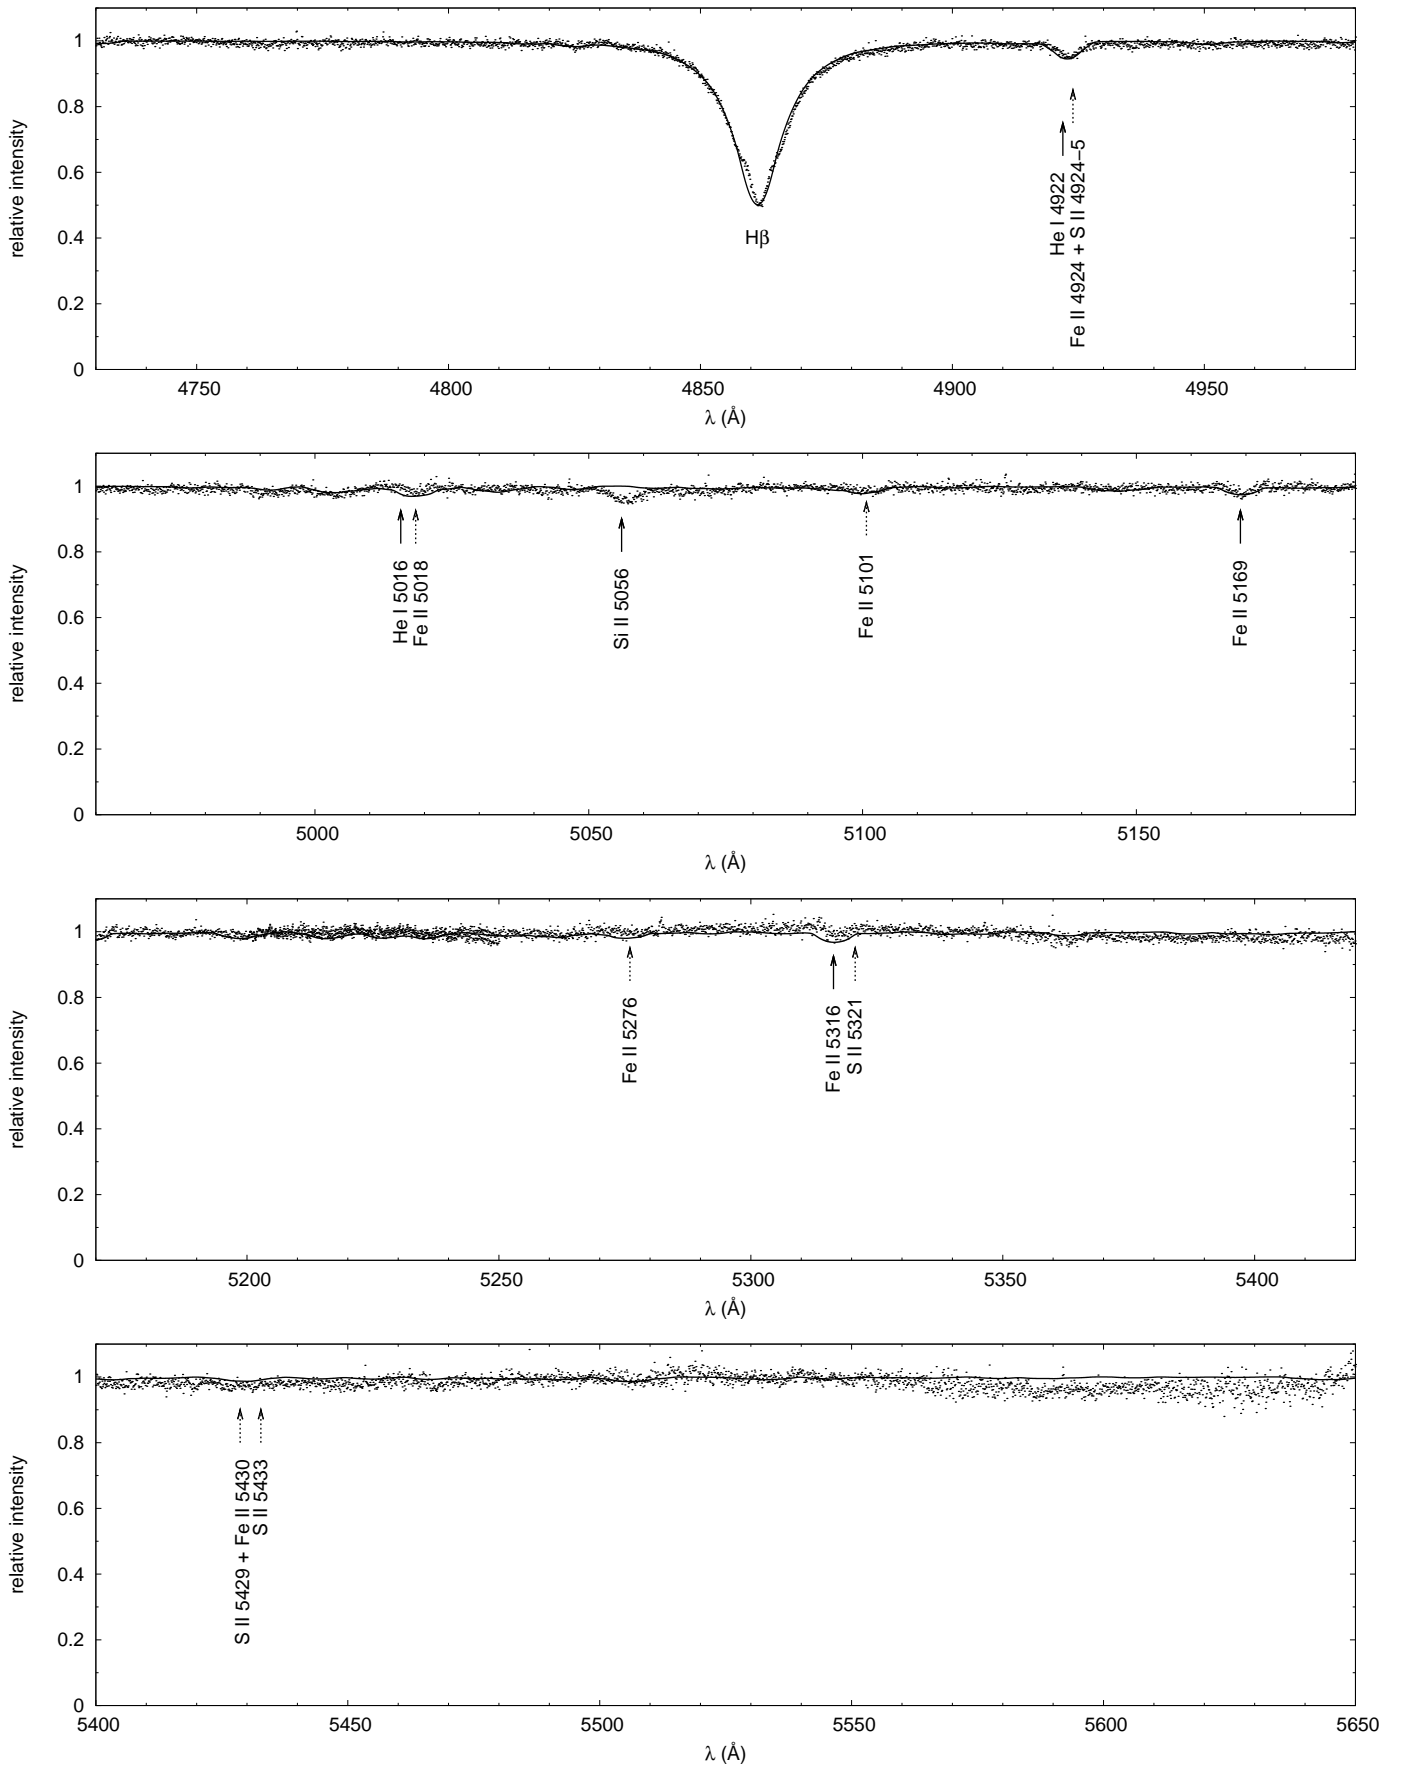 relative intensity
1
0.8
0.6
0.4
0.2
0
Hβ
He I 4922
Fe II 4924 + S II 4924–5
4750 4800 4850 4900 4950
λ (Å)
relative intensity
1
0.8
0.6
0.4
0.2
0
He I 5016
Fe II 5018
Si II 5056
Fe II 5101
Fe II 5169
5000 5050 5100 5150
λ (Å)
relative intensity
1
0.8
0.6
0.4
0.2
0
Fe II 5276
Fe II 5316
S II 5321
5200 5250 5300 5350 5400
λ (Å)
relative intensity
1
0.8
0.6
0.4
0.2
0
S II 5429 + Fe II 5430
S II 5433
5400 5450 5500 5550 5600 5650
λ (Å)